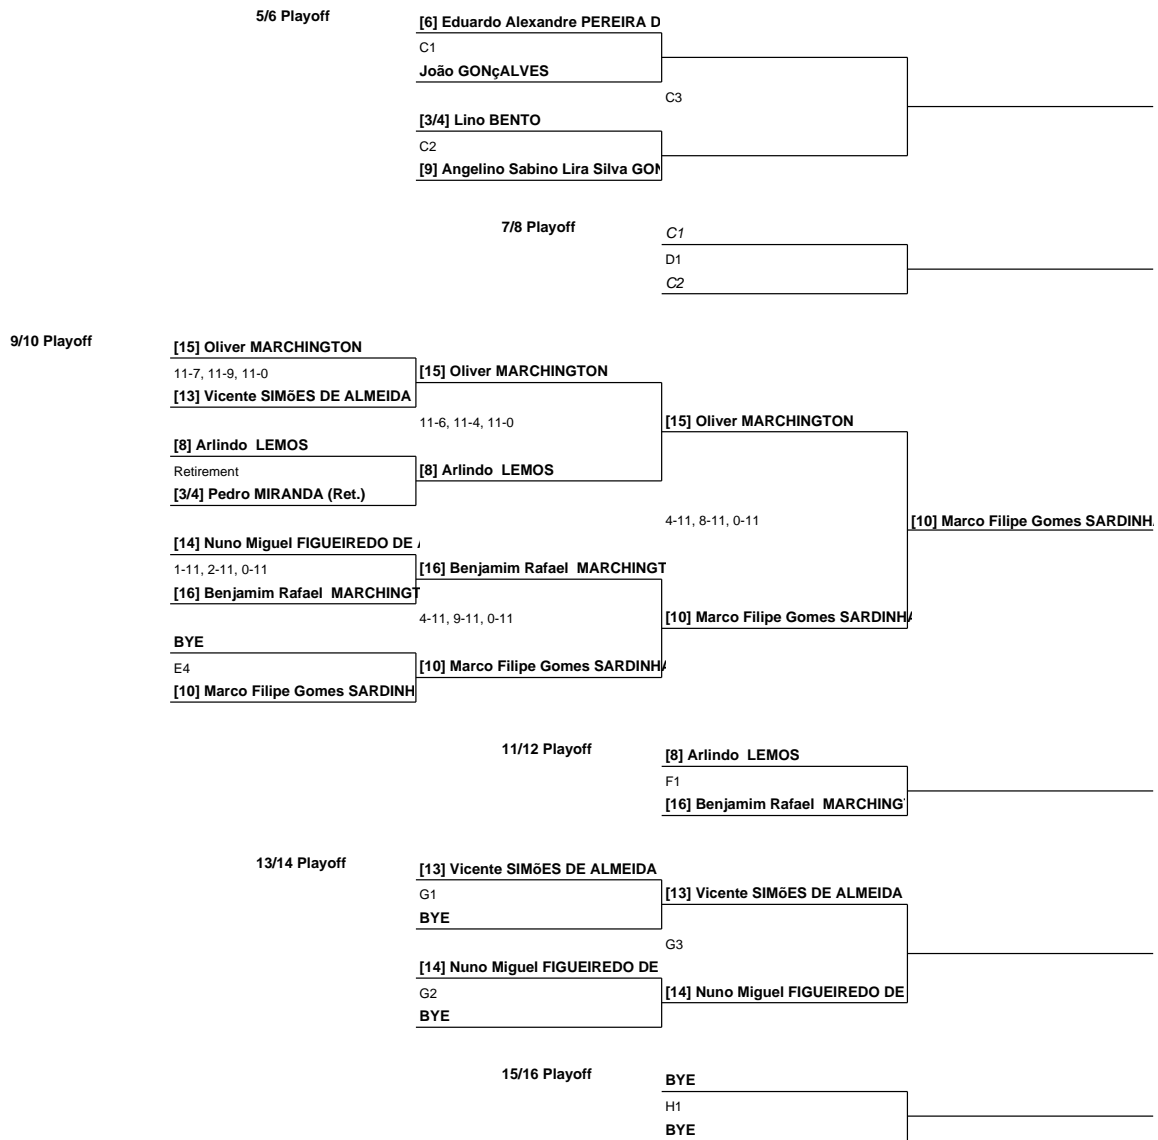 5/6 Playoff
[6] Eduardo Alexandre PEREIRA D
C1
João GONçALVES
C3
[3/4] Lino BENTO
C2
[9] Angelino Sabino Lira Silva GON
7/8 Playoff
C1
D1
C2
9/10 Playoff
[15] Oliver MARCHINGTON
11-7, 11-9, 11-0
[13] Vicente SIMõES DE ALMEIDA
[15] Oliver MARCHINGTON
11-6, 11-4, 11-0
[15] Oliver MARCHINGTON
[8] Arlindo LEMOS
Retirement
[3/4] Pedro MIRANDA (Ret.)
[8] Arlindo LEMOS
4-11, 8-11, 0-11
[10] Marco Filipe Gomes SARDINHA
[14] Nuno Miguel FIGUEIREDO DE
1-11, 2-11, 0-11
[16] Benjamim Rafael MARCHINGT
[16] Benjamim Rafael MARCHINGT
4-11, 9-11, 0-11
[10] Marco Filipe Gomes SARDINHA
BYE
E4
[10] Marco Filipe Gomes SARDINH
[10] Marco Filipe Gomes SARDINHA
11/12 Playoff
[8] Arlindo LEMOS
F1
[16] Benjamim Rafael MARCHING
13/14 Playoff
[13] Vicente SIMõES DE ALMEIDA
G1
BYE
[13] Vicente SIMõES DE ALMEIDA
G3
[14] Nuno Miguel FIGUEIREDO DE
G2
BYE
[14] Nuno Miguel FIGUEIREDO DE
15/16 Playoff
BYE
H1
BYE